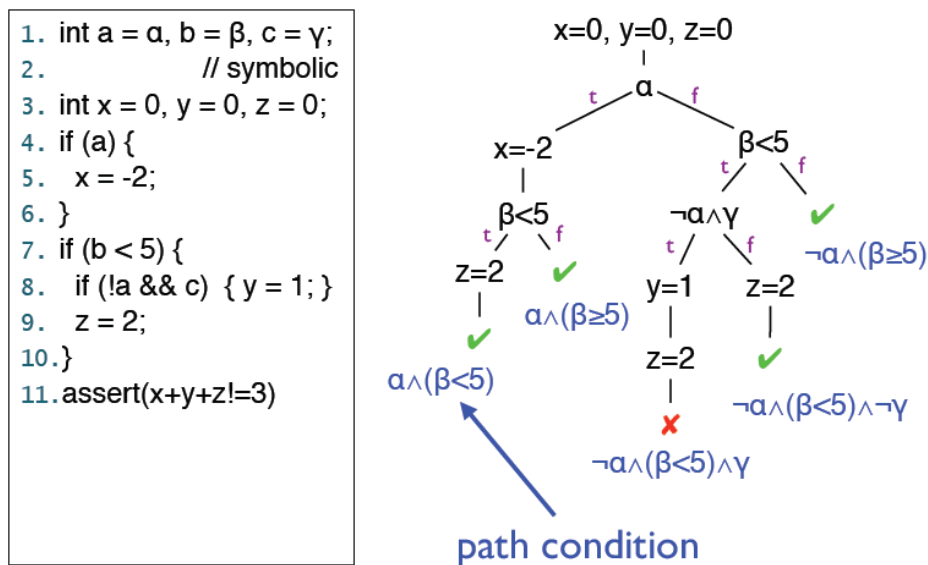 1. int a = α, b = β, c = γ;
2. // symbolic
3. int x = 0, y = 0, z = 0;
4. if (a) {
5. x = -2;
6. }
7. if (b < 5) {
8. if (!a && c) { y = 1; }
9. z = 2;
10.}
11.assert(x+y+z!=3)
x=0, y=0, z=0
α
t f
x=-2 β<5
t f
β<5 ¬α∧γ ✔
t f t f ¬α∧(β≥5)
z=2 ✔ y=1 z=2
α∧(β≥5)
✔ z=2 ✔
α∧(β<5) ¬α∧(β<5)∧¬γ
✘
¬α∧(β<5)∧γ
path condition